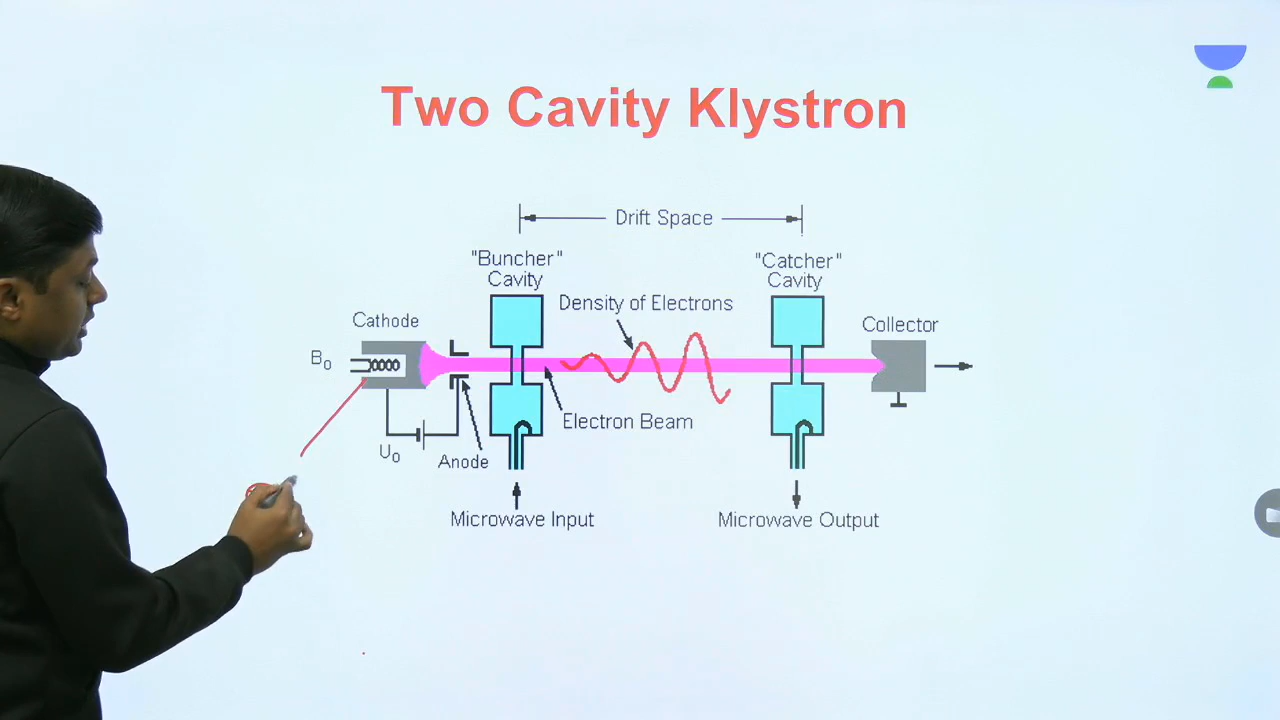 Two Cavity Klystron
Drift Space
"Buncher"
Cavity
"Catcher"
Cavity
Density of Electrons
Cathode
Collector
B₀
Electron Beam
U₀
Anode
Microwave Input
Microwave Output